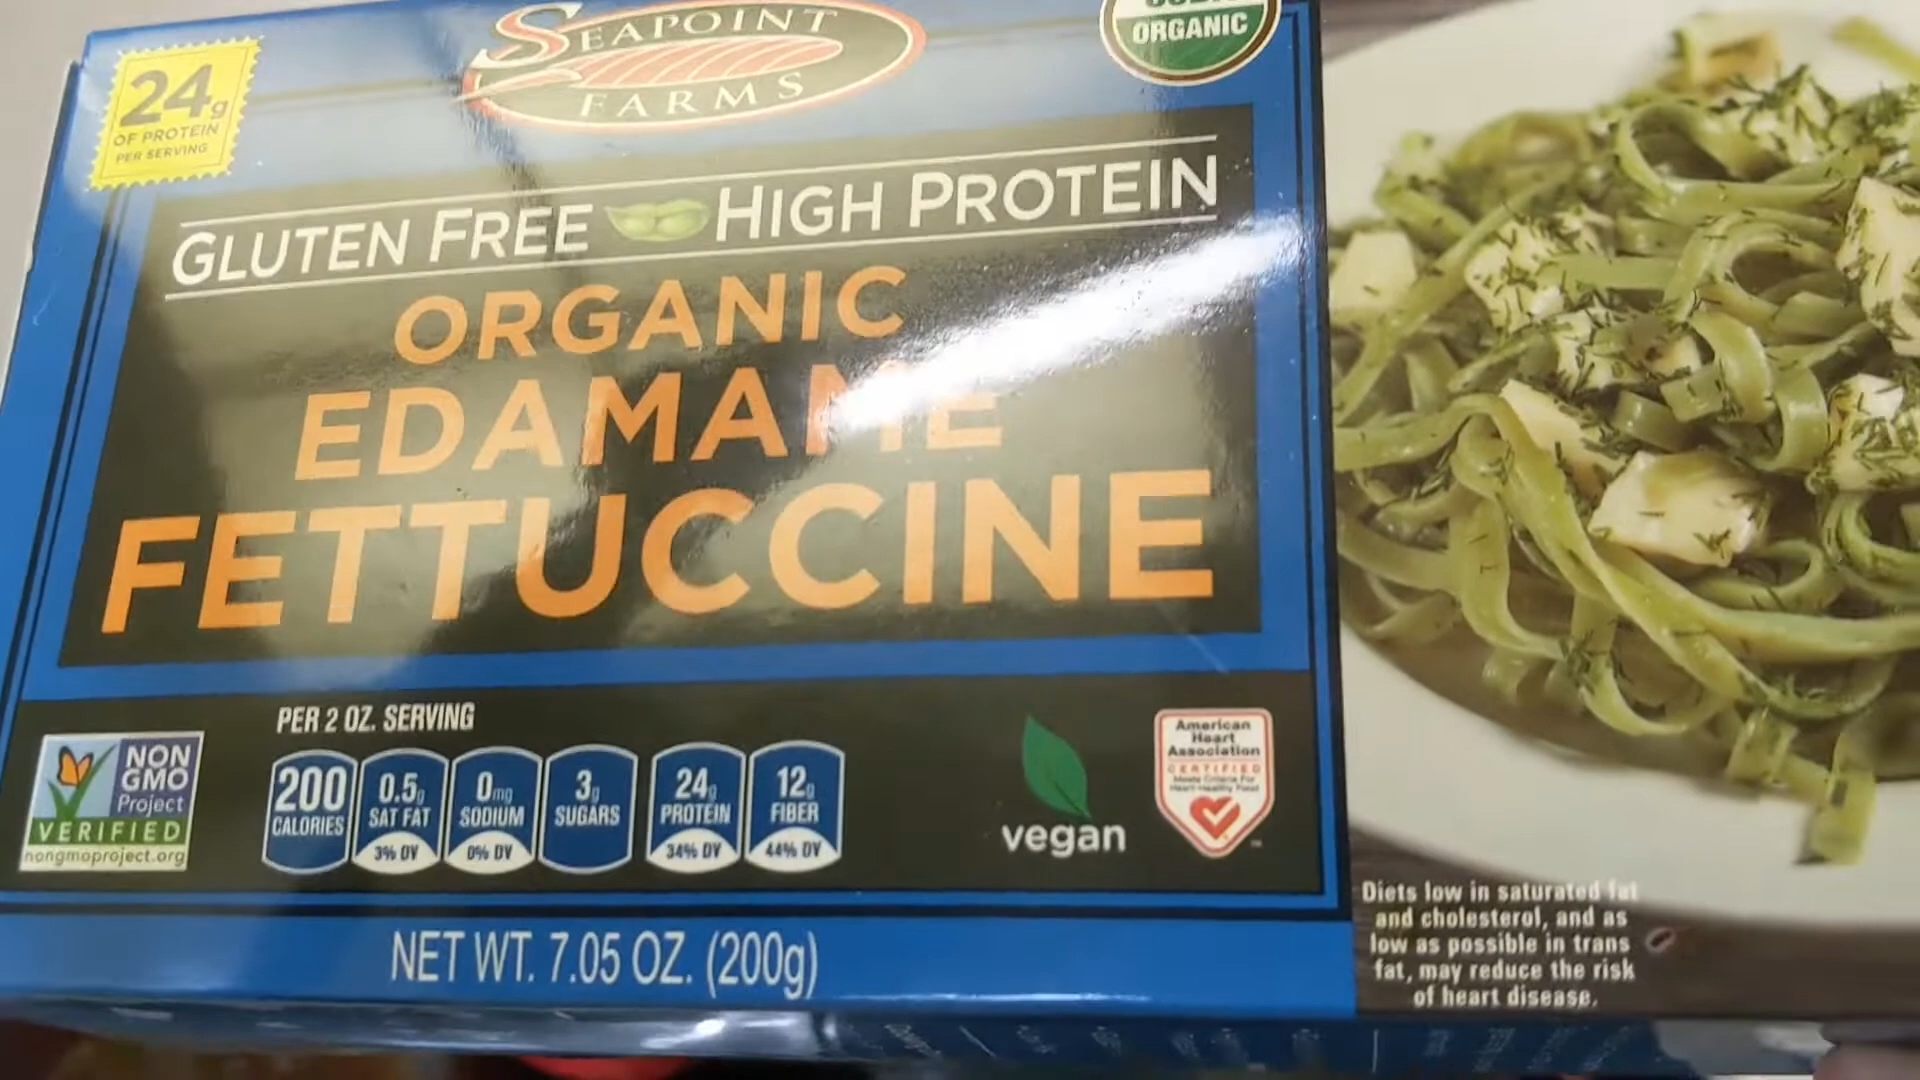 24g
OF PROTEIN
PER SERVING
SEAPOINT
FARMS
ORGANIC
GLUTEN FREE HIGH PROTEIN
ORGANIC
EDAMAME
FETTUCCINE
PER 2 OZ. SERVING
200
CALORIES
0.5g
SAT FAT
3% DV
0mg
SODIUM
0% DV
3g
SUGARS
24g
PROTEIN
34% DV
12g
FIBER
44% DV
NON
GMO
Project
VERIFIED
nongmoproject.org
vegan
American
Heart
Association
CERTIFIED
Meets Criteria For
Heart-Healthy Food
NET WT. 7.05 OZ. (200g)
Diets low in saturated fat
and cholesterol, and as
low as possible in trans
fat, may reduce the risk
of heart disease.